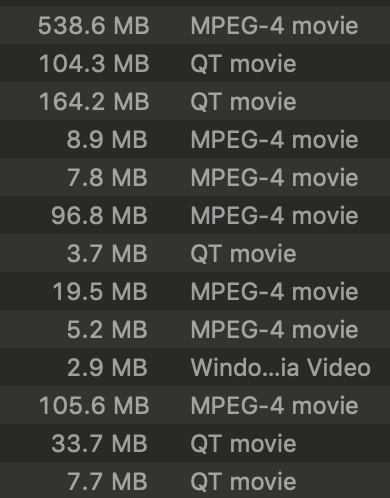 538.6 MB MPEG-4 movie
104.3 MB QT movie
164.2 MB QT movie
8.9 MB MPEG-4 movie
7.8 MB MPEG-4 movie
96.8 MB MPEG-4 movie
3.7 MB QT movie
19.5 MB MPEG-4 movie
5.2 MB MPEG-4 movie
2.9 MB Windo...ia Video
105.6 MB MPEG-4 movie
33.7 MB QT movie
7.7 MB QT movie